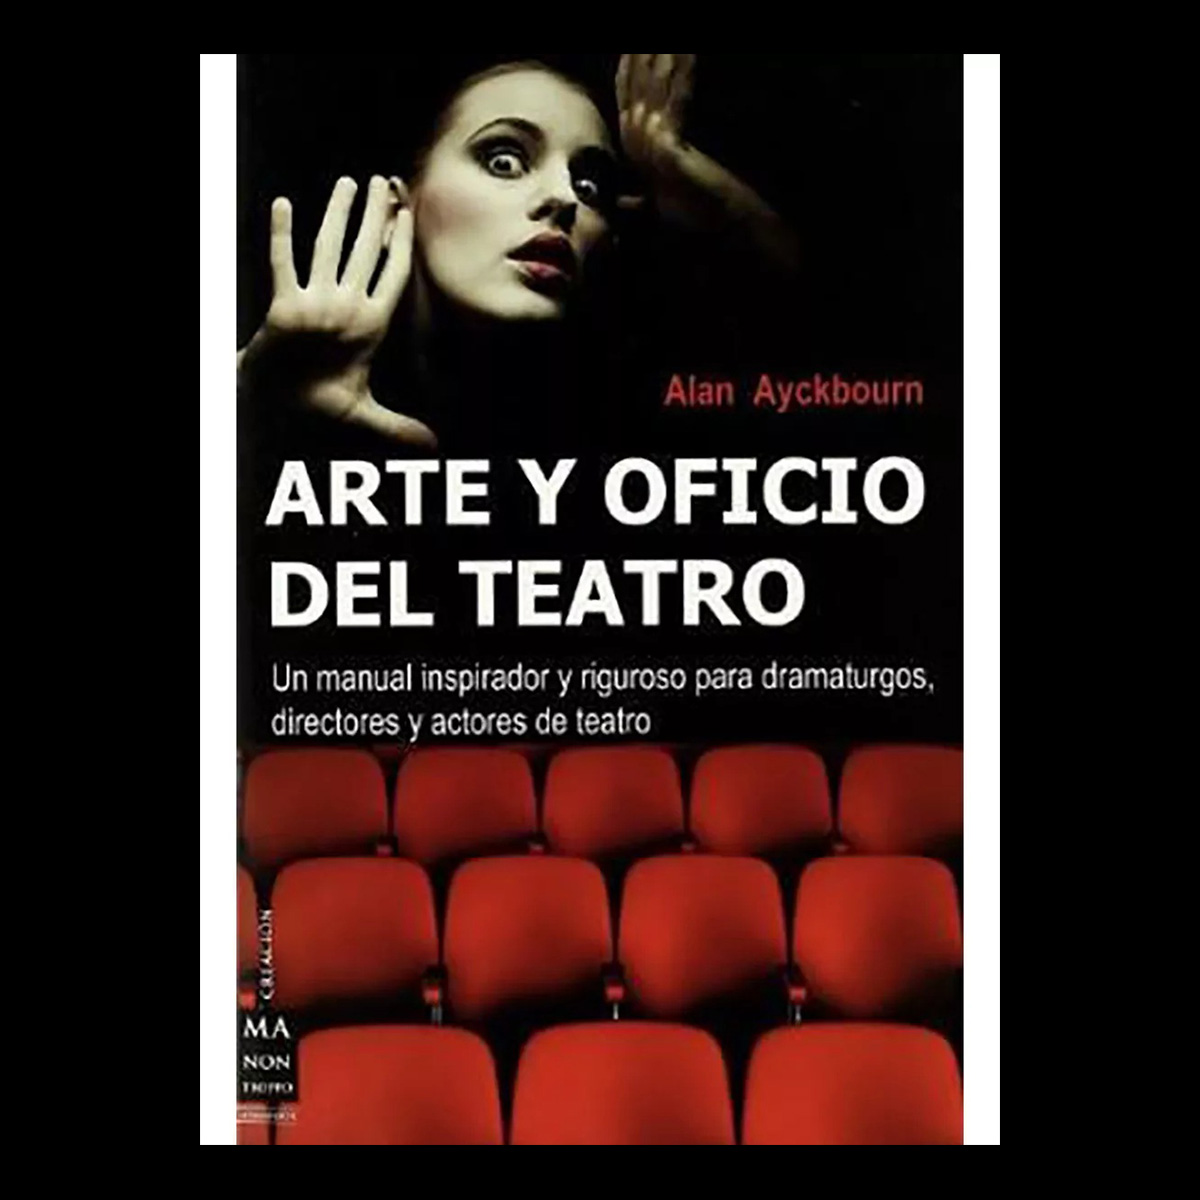 Alan Ayckbourn
ARTE Y OFICIO
DEL TEATRO
Un manual inspirador y riguroso para dramaturgos,
directores y actores de teatro
CREACIÓN
MA
NON
TROPPO